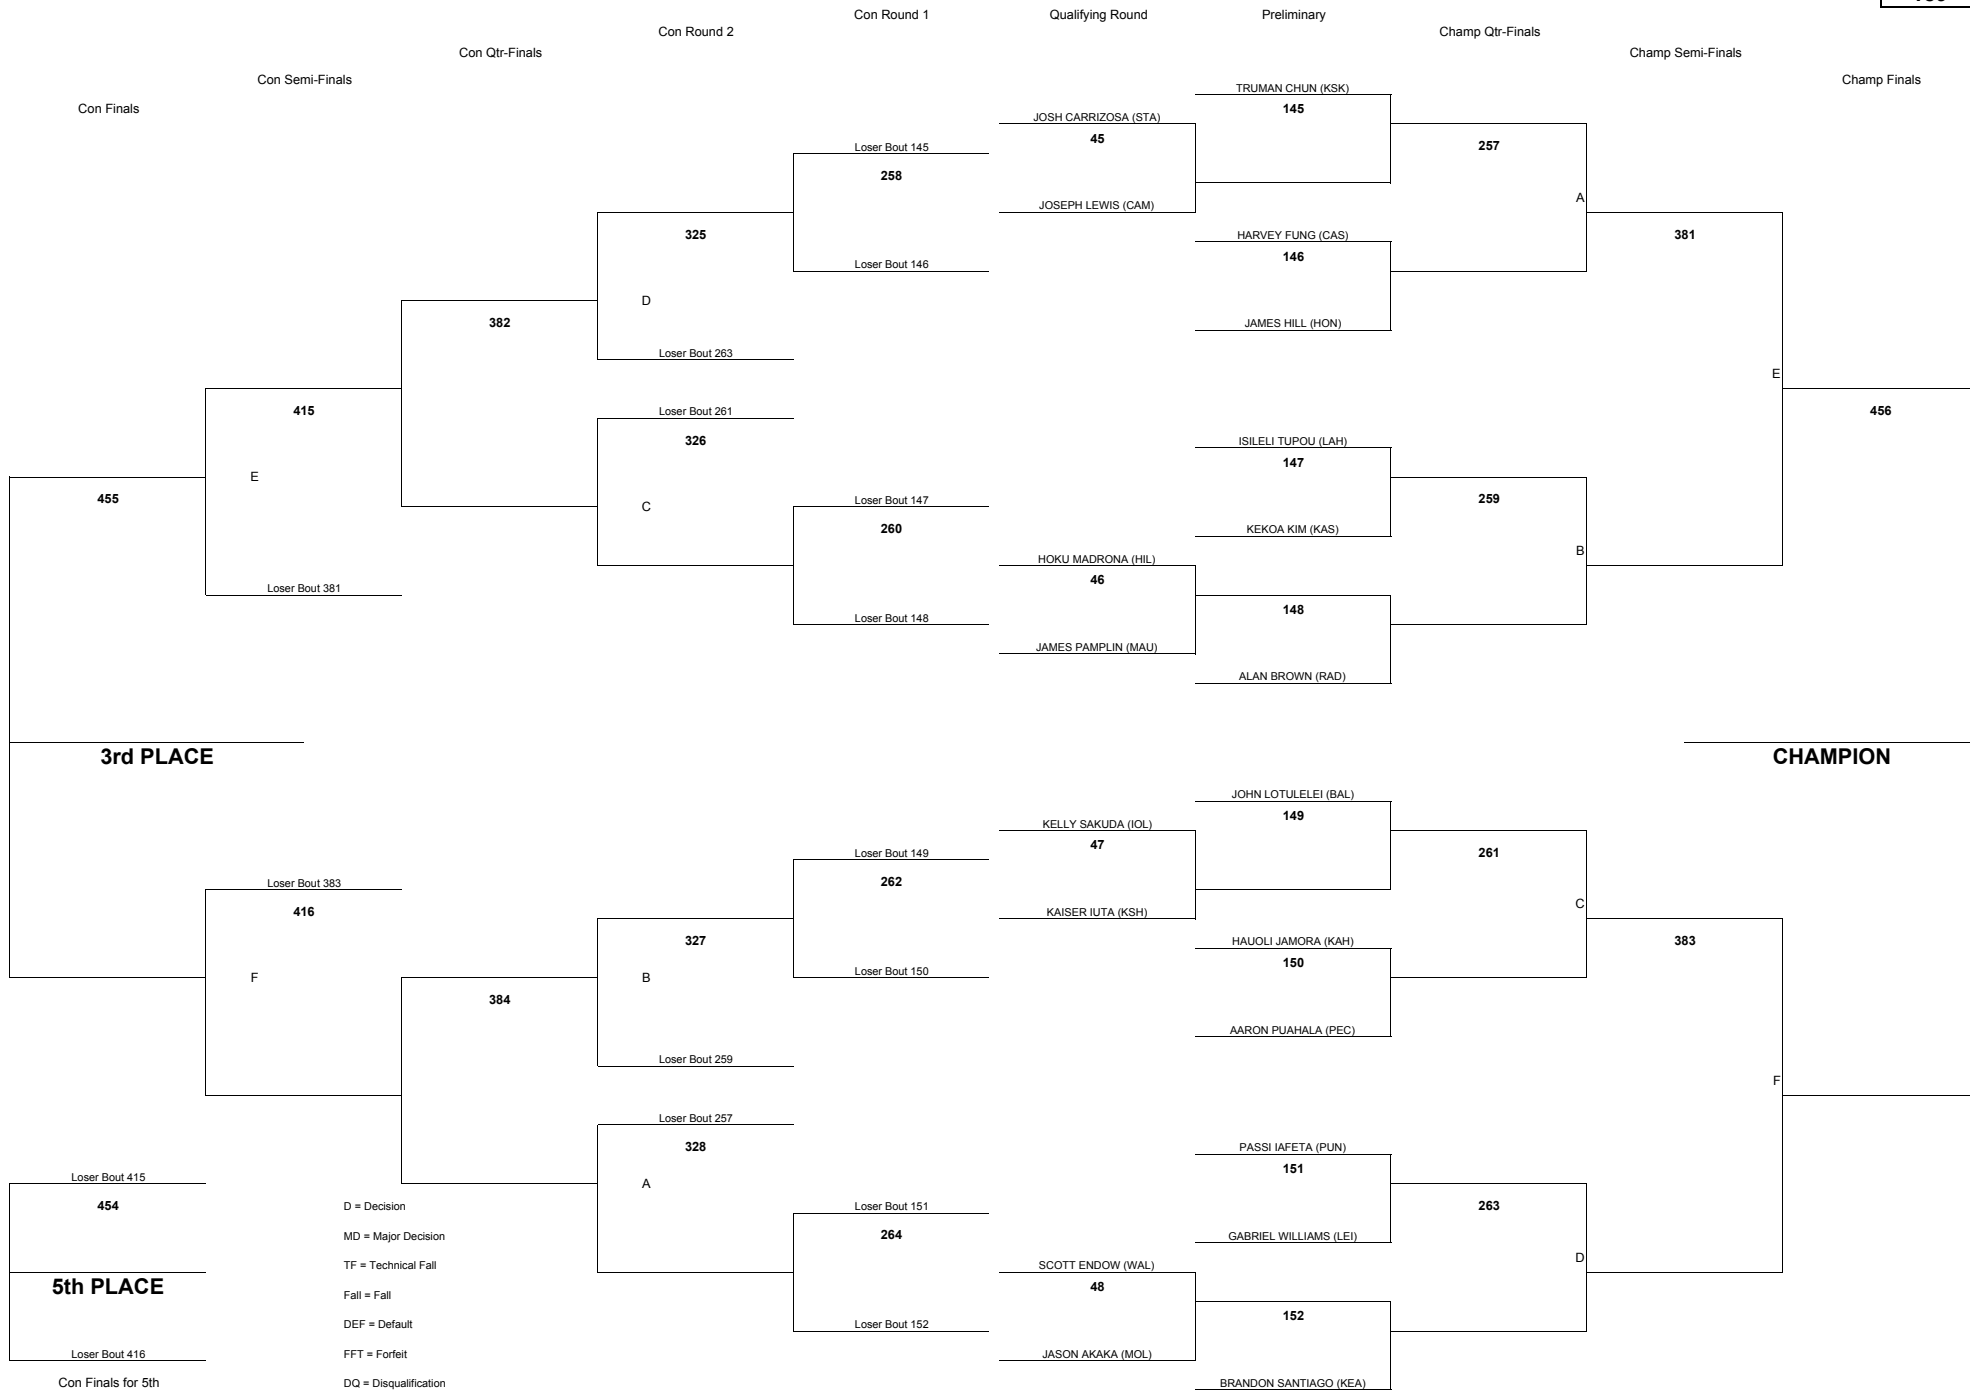 Con Round 1
Qualifying Round
Preliminary
Con Round 2
Champ Qtr-Finals
Con Qtr-Finals
Champ Semi-Finals
Con Semi-Finals
Champ Finals
Con Finals
TRUMAN CHUN (KSK)
145
JOSH CARRIZOSA (STA)
45
Loser Bout 145
257
258
A
JOSEPH LEWIS (CAM)
325
HARVEY FUNG (CAS)
381
146
Loser Bout 146
D
382
JAMES HILL (HON)
Loser Bout 263
E
415
Loser Bout 261
456
326
ISILELI TUPOU (LAH)
147
E
455
Loser Bout 147
259
C
260
KEKOA KIM (KAS)
B
HOKU MADRONA (HIL)
46
Loser Bout 381
148
Loser Bout 148
JAMES PAMPLIN (MAU)
ALAN BROWN (RAD)
3rd PLACE
CHAMPION
JOHN LOTULELEI (BAL)
149
KELLY SAKUDA (IOL)
47
Loser Bout 149
261
Loser Bout 383
262
C
416
KAISER IUTA (KSH)
327
HAUOLI JAMORA (KAH)
383
150
Loser Bout 150
F
B
384
AARON PUAHALA (PEC)
Loser Bout 259
F
Loser Bout 257
328
PASSI IAFETA (PUN)
151
Loser Bout 415
A
454
D = Decision
Loser Bout 151
263
264
MD = Major Decision
GABRIEL WILLIAMS (LEI)
D
TF = Technical Fall
SCOTT ENDOW (WAL)
5th PLACE
48
Fall = Fall
152
DEF = Default
Loser Bout 152
Loser Bout 416
FFT = Forfeit
JASON AKAKA (MOL)
Con Finals for 5th
DQ = Disqualification
BRANDON SANTIAGO (KEA)